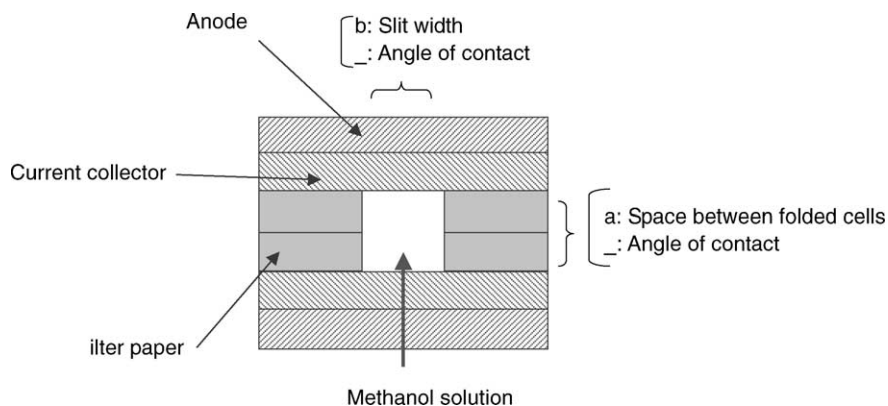 Anode
b: Slit width
_: Angle of contact
Current collector
a: Space between folded cells
_: Angle of contact
ilter paper
Methanol solution